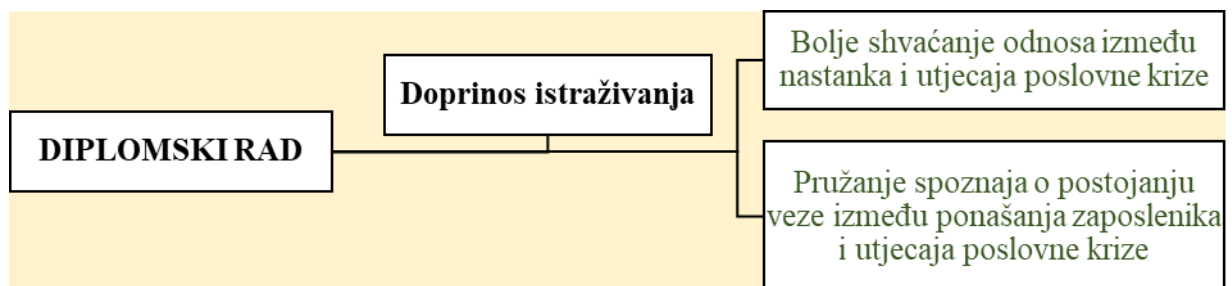 DIPLOMSKI RAD
Doprinos istraživanja
Bolje shvaćanje odnosa između
nastanka i utjecaja poslovne krize
Pružanje spoznaja o postojanju
veze između ponašanja zaposlenika
i utjecaja poslovne krize